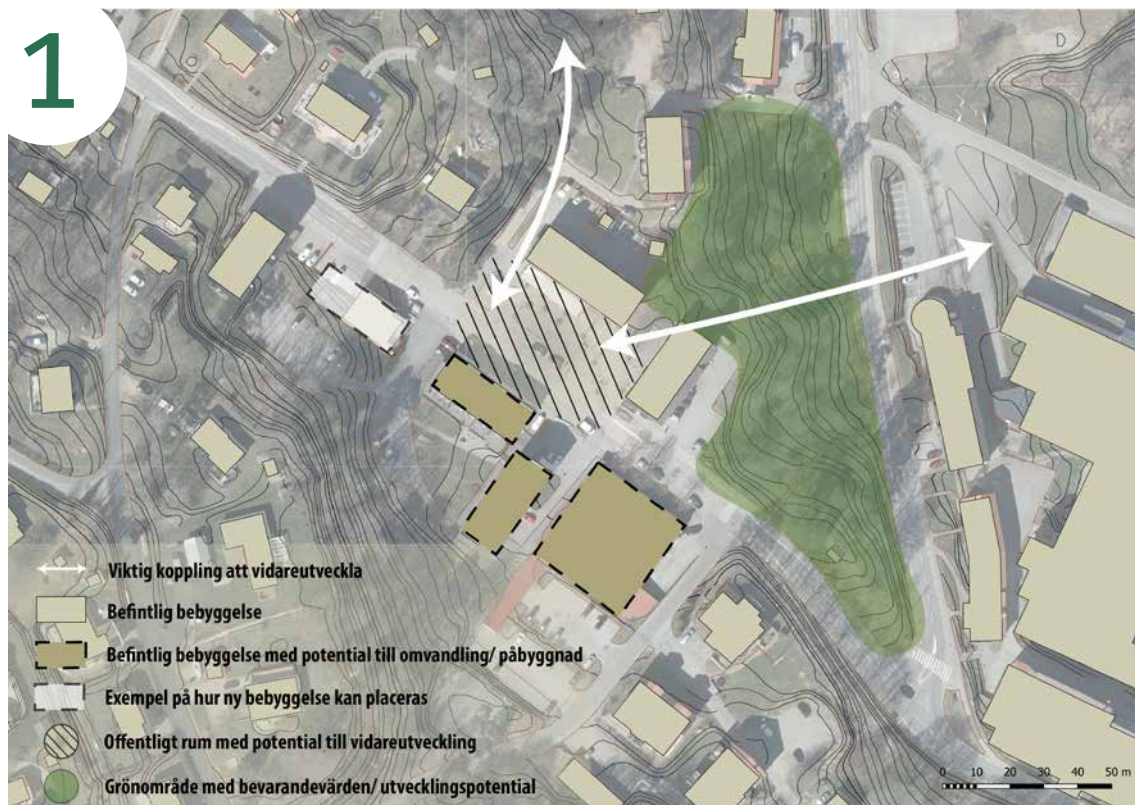 1
D
Viktig koppling att vidareutveckla
Befintlig bebyggelse
Befintlig bebyggelse med potential till omvandling/ påbyggnad
Exempel på hur ny bebyggelse kan placeras
Offentligt rum med potential till vidareutveckling
Grönområde med bevarandevärden/ utvecklingspotential
0 10 20 30 40 50 m